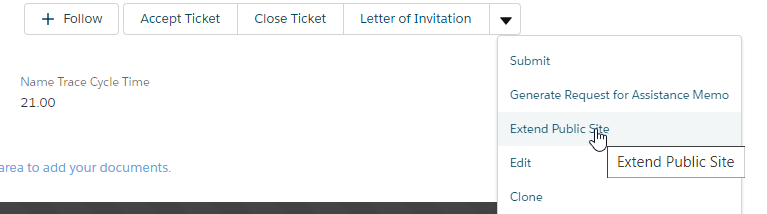 + Follow
Accept Ticket
Close Ticket
Letter of Invitation
Submit
Name Trace Cycle Time
21.00
Generate Request for Assistance Memo
Extend Public Site
Extend Public Site
Edit
area to add your documents.
Clone